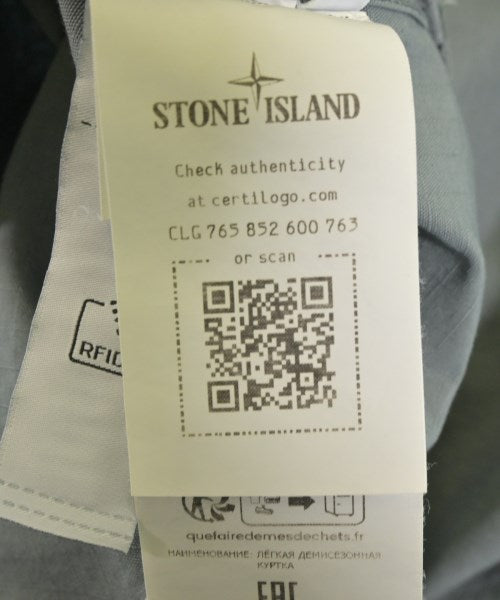 STONE ISLAND
Check authenticity
at certilogo.com
CLG 765 852 600 763
or scan
RFID
quefairedemesdechets.fr
НАИМЕНОВАНИЕ: ЛЁГКАЯ ДЕМИСЕЗОННАЯ
КУРТКА
EAC